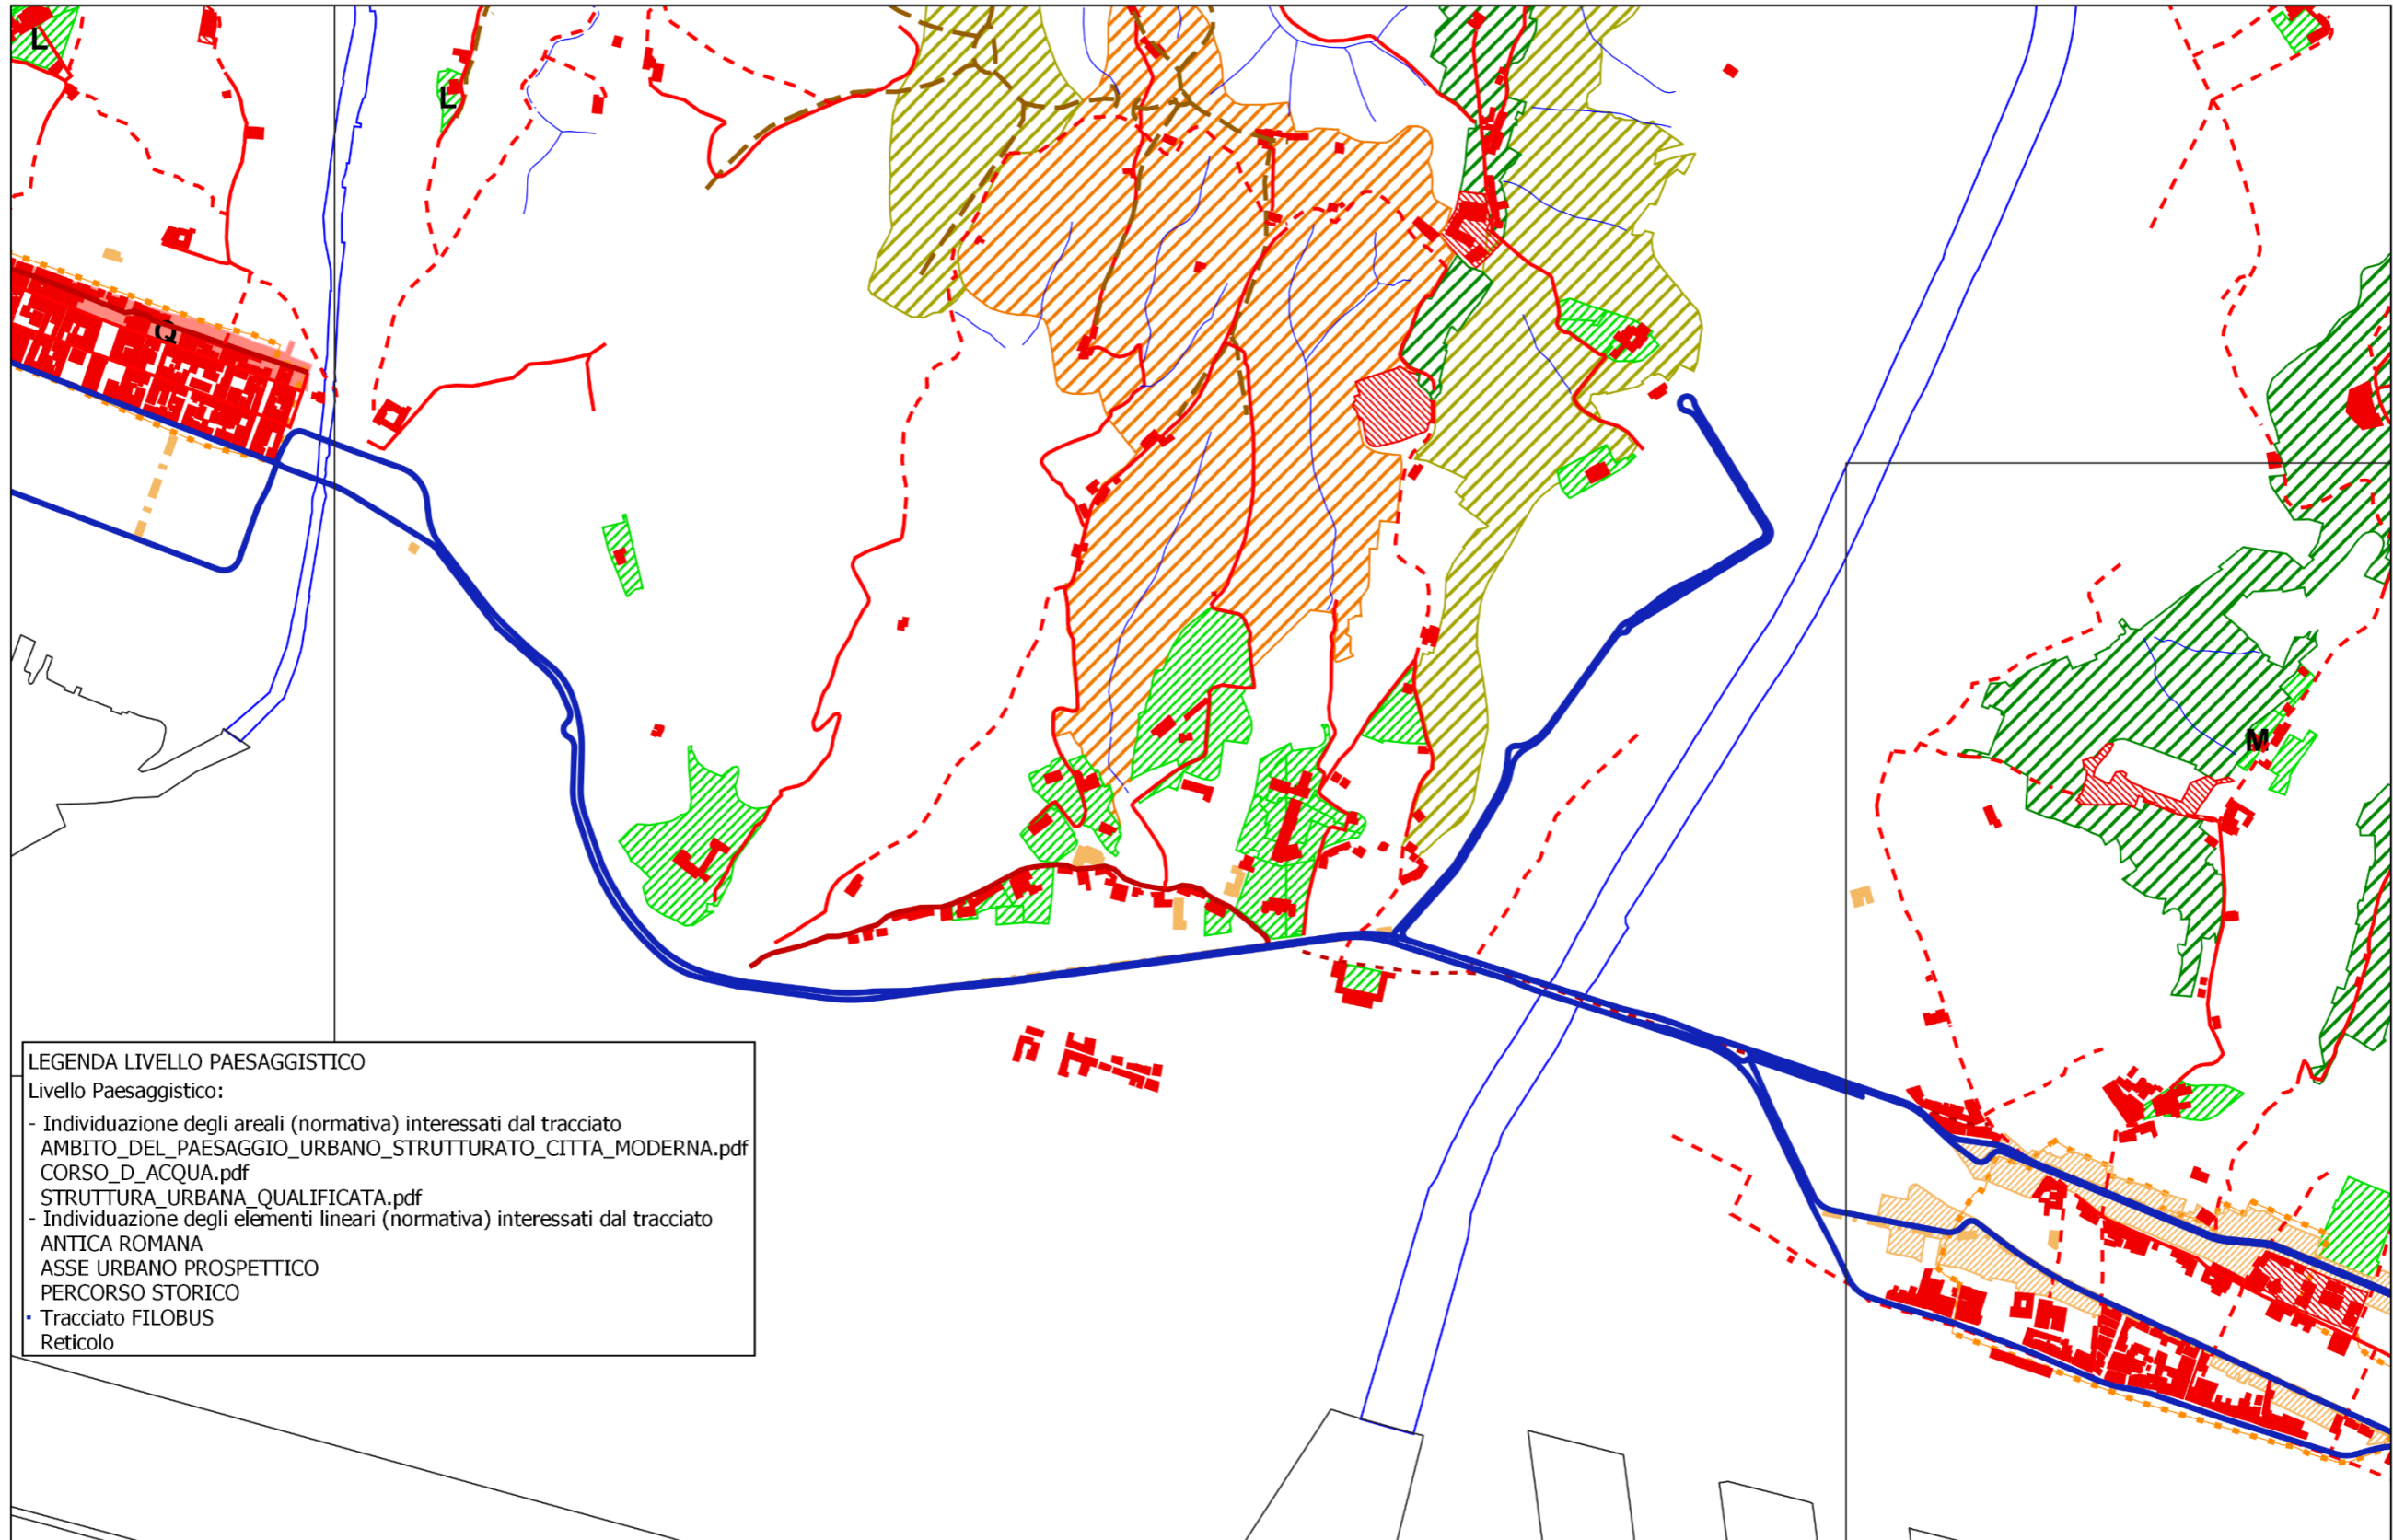 L
L
Q
M
LEGENDA LIVELLO PAESAGGISTICO
Livello Paesaggistico:
- Individuazione degli areali (normativa) interessati dal tracciato
AMBITO_DEL_PAESAGGIO_URBANO_STRUTTURATO_CITTA_MODERNA.pdf
CORSO_D_ACQUA.pdf
STRUTTURA_URBANA_QUALIFICATA.pdf
- Individuazione degli elementi lineari (normativa) interessati dal tracciato
ANTICA ROMANA
ASSE URBANO PROSPETTICO
PERCORSO STORICO
Tracciato FILOBUS
Reticolo